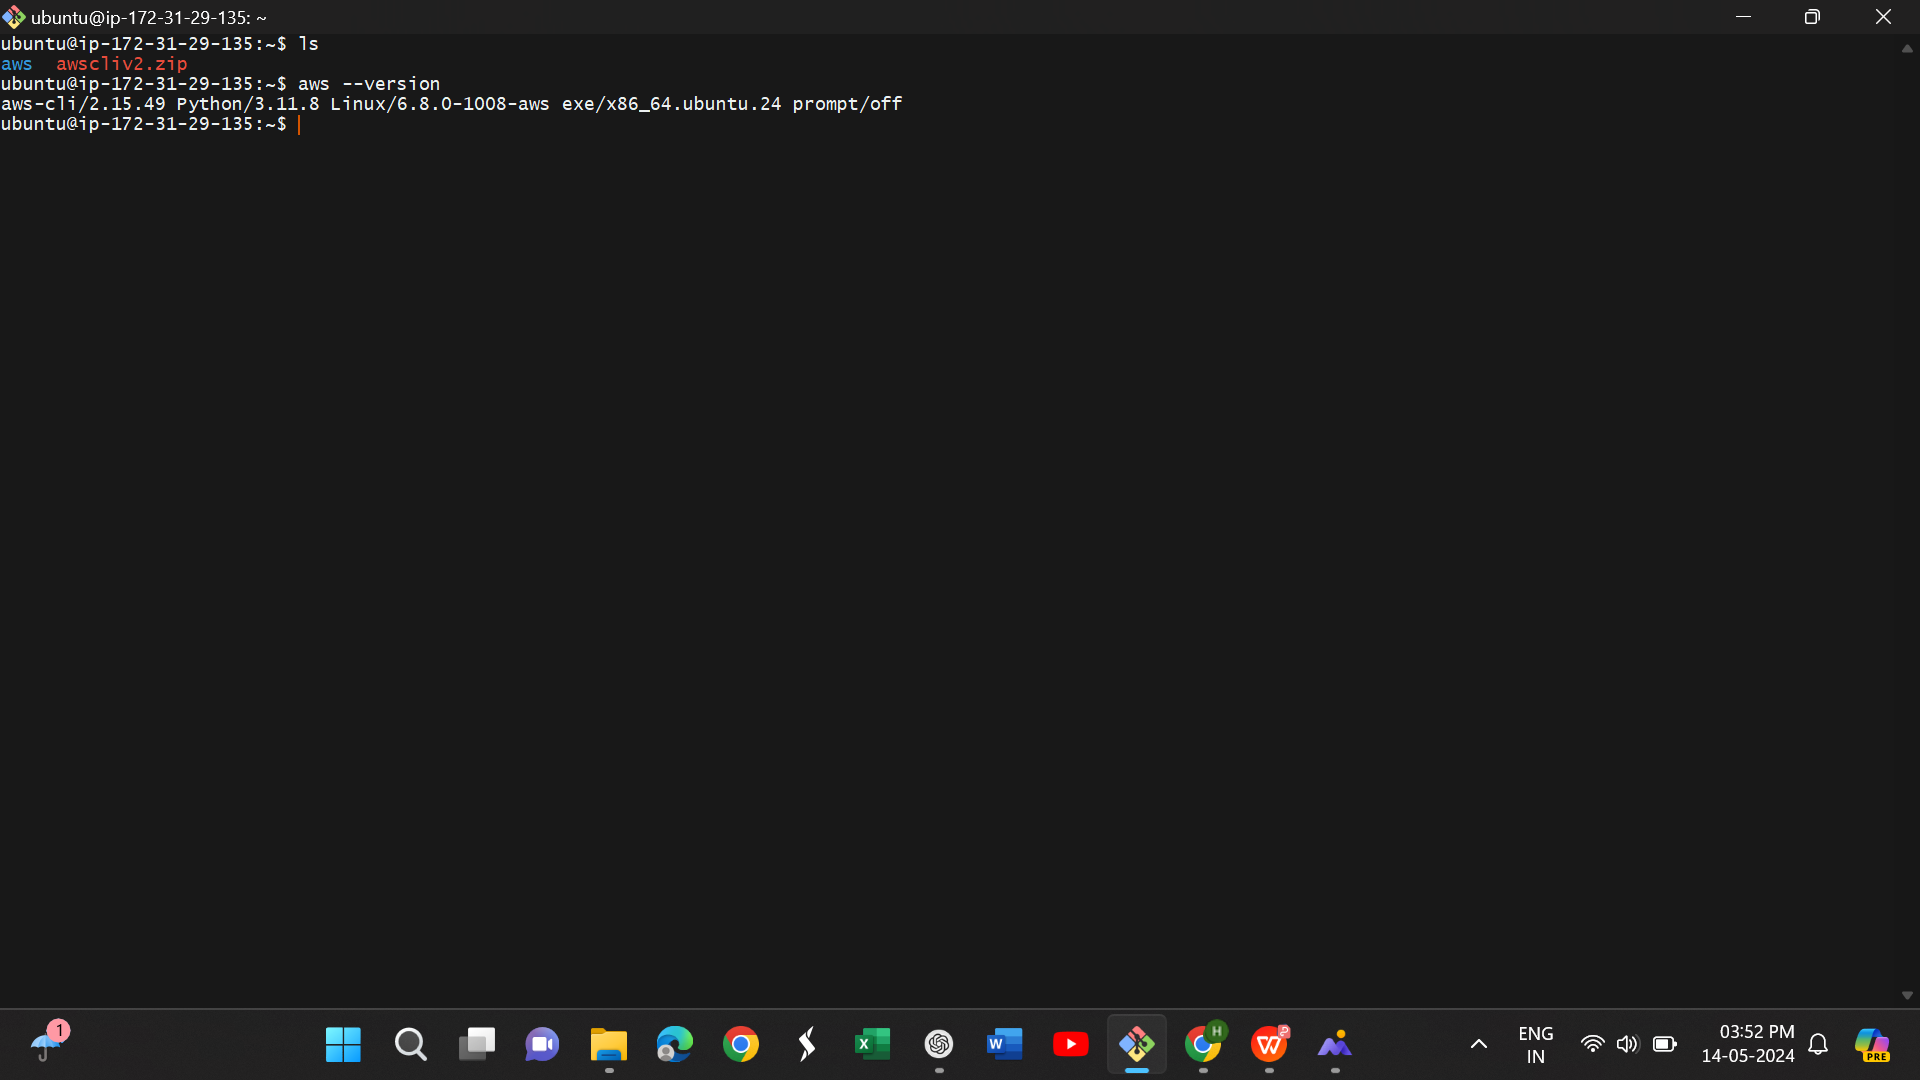 ubuntu@ip-172-31-29-135: ~
ubuntu@ip-172-31-29-135:~$ ls
aws  awscliv2.zip
ubuntu@ip-172-31-29-135:~$ aws --version
aws-cli/2.15.49 Python/3.11.8 Linux/6.8.0-1008-aws exe/x86_64.ubuntu.24 prompt/off
ubuntu@ip-172-31-29-135:~$
1
X
W
H
W
2
ENG
IN
03:52 PM
14-05-2024
PRE